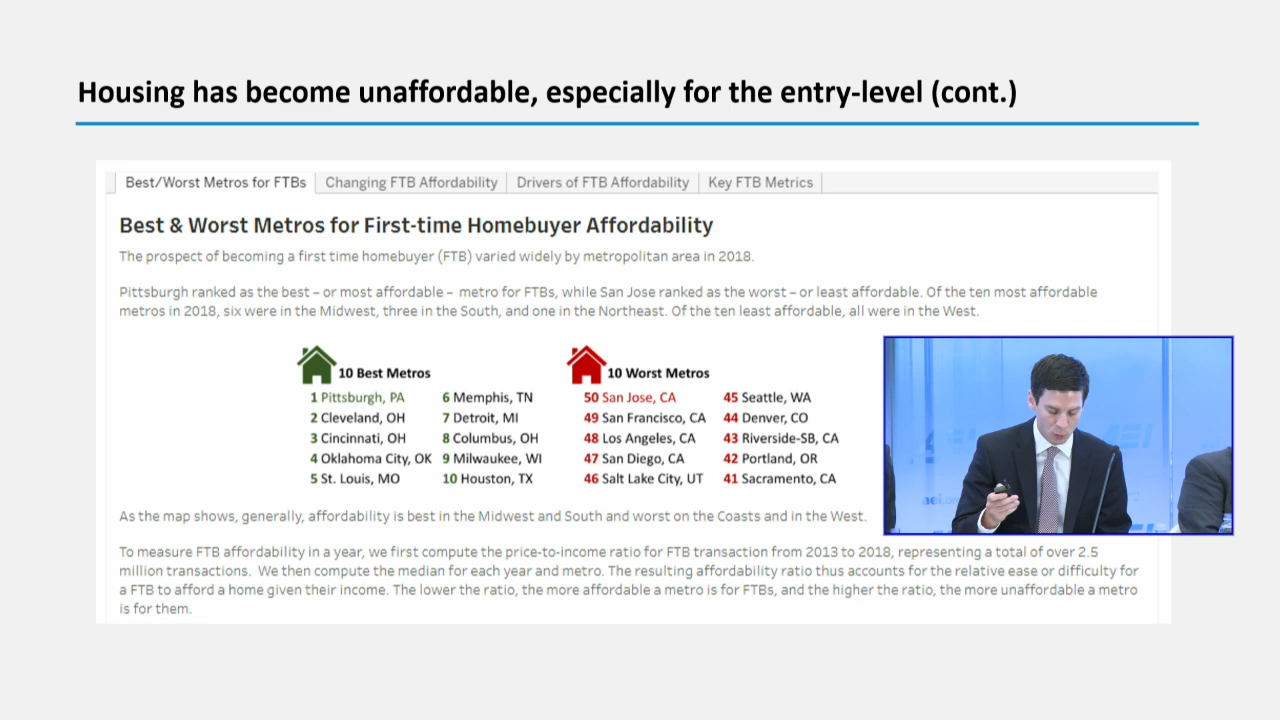 Housing has become unaffordable, especially for the entry-level (cont.)
Best/Worst Metros for FTBs Changing FTB Affordability Drivers of FTB Affordability Key FTB Metrics
Best & Worst Metros for First-time Homebuyer Affordability
The prospect of becoming a first time homebuyer (FTB) varied widely by metropolitan area in 2018.
Pittsburgh ranked as the best – or most affordable – metro for FTBs, while San Jose ranked as the worst – or least affordable. Of the ten most affordable
metros in 2018, six were in the Midwest, three in the South, and one in the Northeast. Of the ten least affordable, all were in the West.
10 Best Metros
1 Pittsburgh, PA 6 Memphis, TN
2 Cleveland, OH 7 Detroit, MI
3 Cincinnati, OH 8 Columbus, OH
4 Oklahoma City, OK 9 Milwaukee, WI
5 St. Louis, MO 10 Houston, TX
10 Worst Metros
50 San Jose, CA 45 Seattle, WA
49 San Francisco, CA 44 Denver, CO
48 Los Angeles, CA 43 Riverside-SB, CA
47 San Diego, CA 42 Portland, OR
46 Salt Lake City, UT 41 Sacramento, CA
As the map shows, generally, affordability is best in the Midwest and South and worst on the Coasts and in the West.
To measure FTB affordability in a year, we first compute the price-to-income ratio for FTB transaction from 2013 to 2018, representing a total of over 2.5
million transactions. We then compute the median for each year and metro. The resulting affordability ratio thus accounts for the relative ease or difficulty for
a FTB to afford a home given their income. The lower the ratio, the more affordable a metro is for FTBs, and the higher the ratio, the more unaffordable a metro
is for them.
AEI